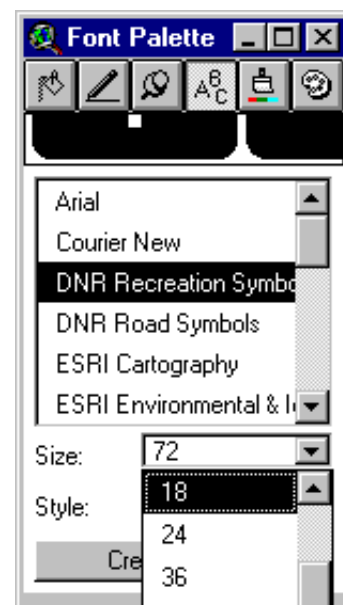 Font Palette
ABC
Arial
Courier New
DNR Recreation Symbo
DNR Road Symbols
ESRI Cartography
ESRI Environmental &
Size: 72
18
Style:
24
Cre
36